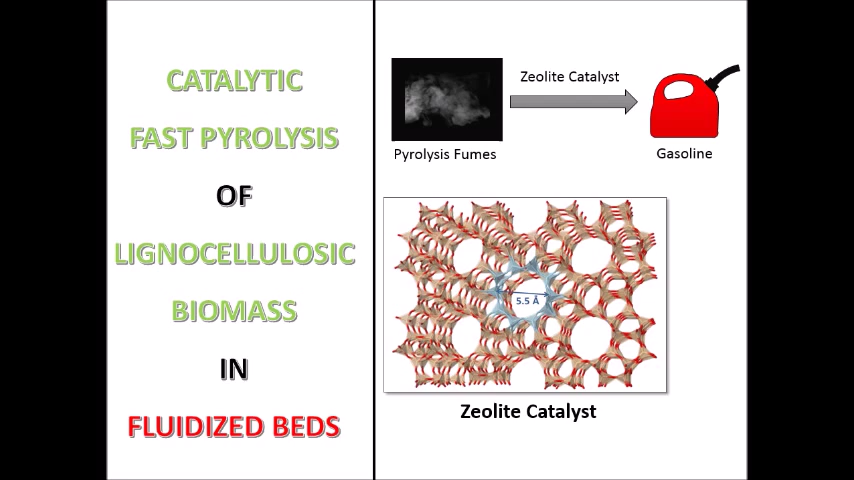 CATALYTIC
FAST PYROLYSIS
OF
LIGNOCELLULOSIC
BIOMASS
IN
FLUIDIZED BEDS
Zeolite Catalyst
Pyrolysis Fumes
Gasoline
5.5 Å
Zeolite Catalyst